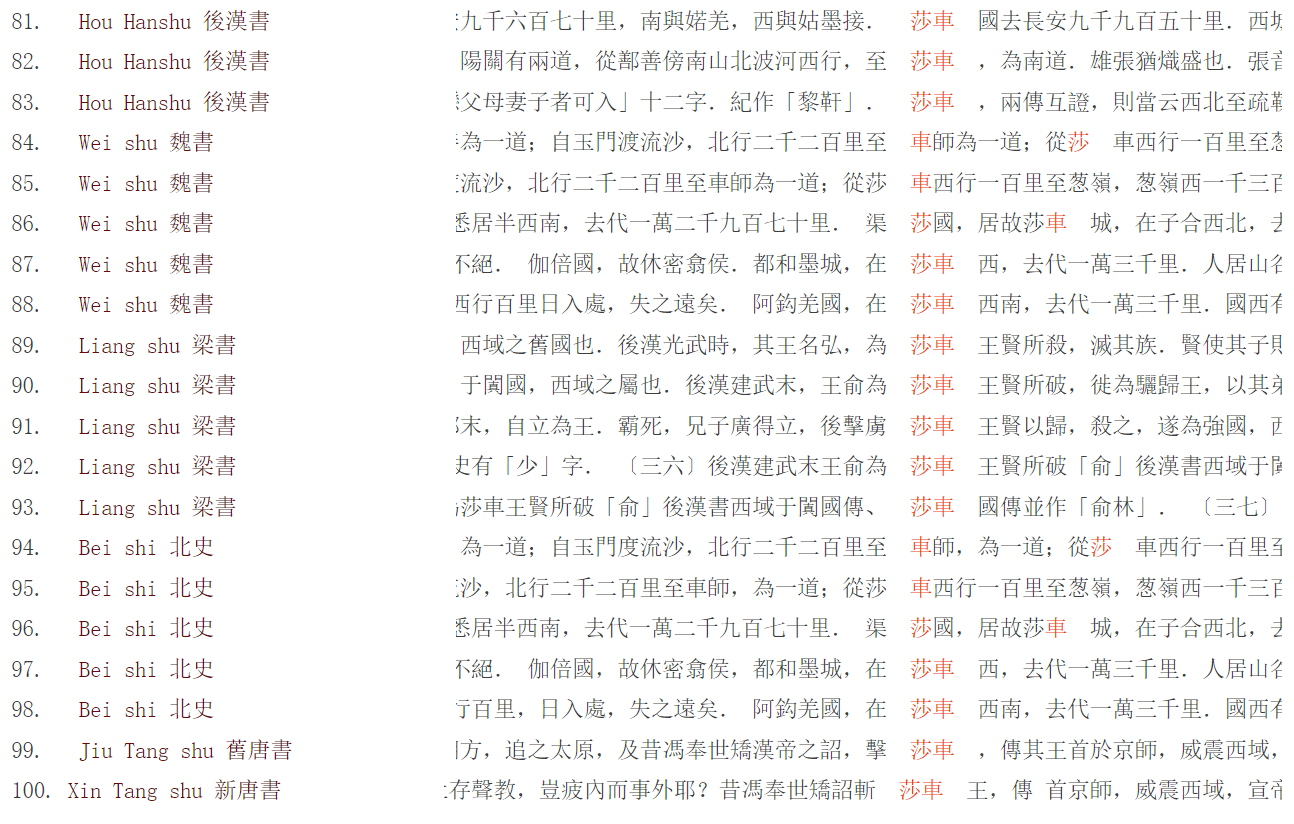 81. Hou Hanshu 後漢書 九千六百七十里，南與婼羌，西與姑墨接． 莎車 國去長安九千九百五十里．西城
82. Hou Hanshu 後漢書 陽關有兩道，從鄯善傍南山北波河西行，至 莎車 ，為南道．雄張猶熾盛也．張音
83. Hou Hanshu 後漢書 父母妻子者可入」十二字．紀作「黎軒」． 莎車 ，兩傳互證，則當云西北至疏勒
84. Wei shu 魏書 為一道；自玉門渡流沙，北行二千二百里至 車師為一道；從莎 車西行一百里至葱
85. Wei shu 魏書 流沙，北行二千二百里至車師為一道；從莎 車西行一百里至葱嶺，葱嶺西一千三百
86. Wei shu 魏書 悉居半西南，去代一萬二千九百七十里． 渠 莎國，居故莎車 城，在子合西北，去
87. Wei shu 魏書 不絕． 伽倍國，故休密翕侯．都和墨城，在 莎車 西，去代一萬三千里．人居山谷
88. Wei shu 魏書 西行百里日入處，失之遠矣． 阿鈎羌國，在 莎車 西南，去代一萬三千里．國西有
89. Liang shu 梁書 西域之舊國也．後漢光武時，其王名弘，為 莎車 王賢所殺，滅其族．賢使其子則
90. Liang shu 梁書 于闐國，西域之屬也．後漢建武末，王俞為 莎車 王賢所破，徙為驪歸王，以其弟
91. Liang shu 梁書 末，自立為王．霸死，兄子廣得立，後擊虜 莎車 王賢以歸，殺之，遂為強國，西
92. Liang shu 梁書 史有「少」字． 〔三六〕後漢建武末王俞為 莎車 王賢所破「俞」後漢書西域于闐
93. Liang shu 梁書 莎車王賢所破「俞」後漢書西域于闐國傳、 莎車 國傳並作「俞林」． 〔三七〕
94. Bei shi 北史 為一道；自玉門度流沙，北行二千二百里至 車師，為一道；從莎 車西行一百里至
95. Bei shi 北史 沙，北行二千二百里至車師，為一道；從莎 車西行一百里至葱嶺，葱嶺西一千三百
96. Bei shi 北史 悉居半西南，去代一萬二千九百七十里． 渠 莎國，居故莎車 城，在子合西北，去
97. Bei shi 北史 不絕． 伽倍國，故休密翕侯，都和墨城，在 莎車 西，去代一萬三千里．人居山谷
98. Bei shi 北史 行百里，日入處，失之遠矣． 阿鈎羌國，在 莎車 西南，去代一萬三千里．國西有
99. Jiu Tang shu 舊唐書 方，追之太原，及昔馮奉世矯漢帝之詔，擊 莎車 ，傳其王首於京師，威震西域，
100. Xin Tang shu 新唐書 存聲教，豈疲內而事外耶？昔馮奉世矯詔斬 莎車 王，傳 首京師，威震西域，宣帝